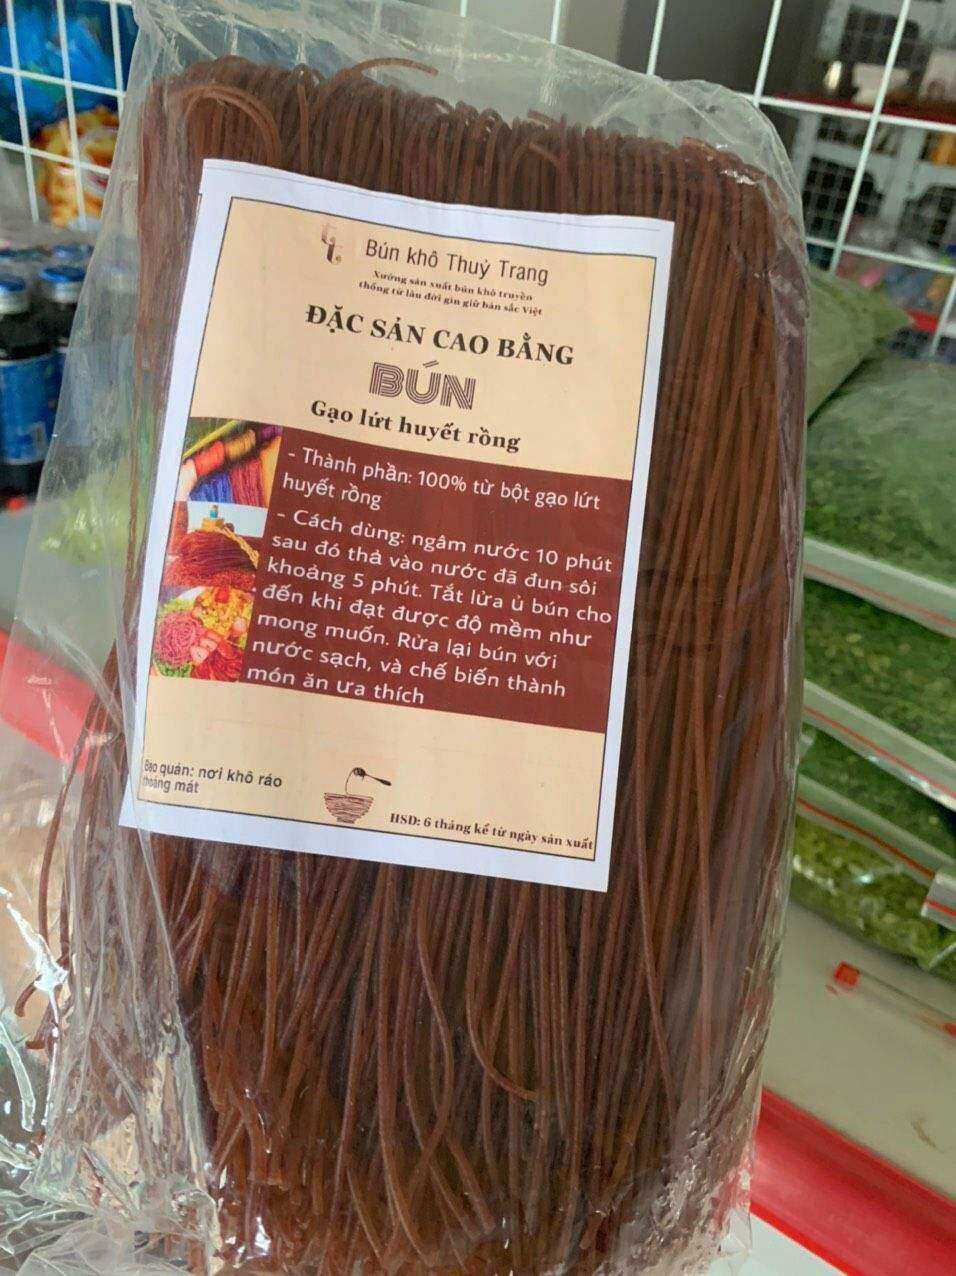 Bún khô Thuỷ Trang
Xưởng sản xuất bún khô truyền
thống từ lâu đời gìn giữ bản sắc Việt
ĐẶC SẢN CAO BẰNG
BÚN
Gạo lứt huyết rồng
- Thành phần: 100% từ bột gạo lứt
huyết rồng
- Cách dùng: ngâm nước 10 phút
sau đó thả vào nước đã đun sôi
khoảng 5 phút. Tắt lửa ủ bún cho
đến khi đạt được độ mềm như
mong muốn. Rửa lại bún với
nước sạch, và chế biến thành
món ăn ưa thích
Bảo quản: nơi khô ráo
thoáng mát
HSD: 6 tháng kể từ ngày sản xuất